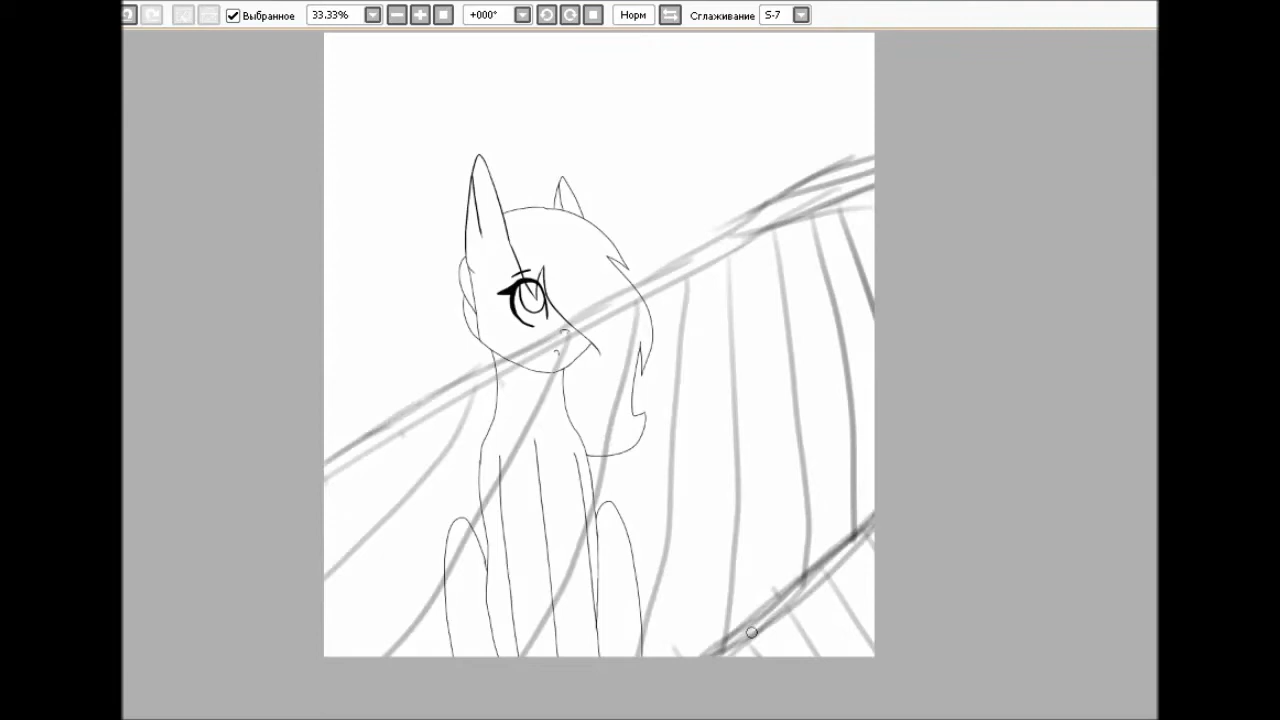 Выбранное 33.33% +000° Норм Сглаживание S-7